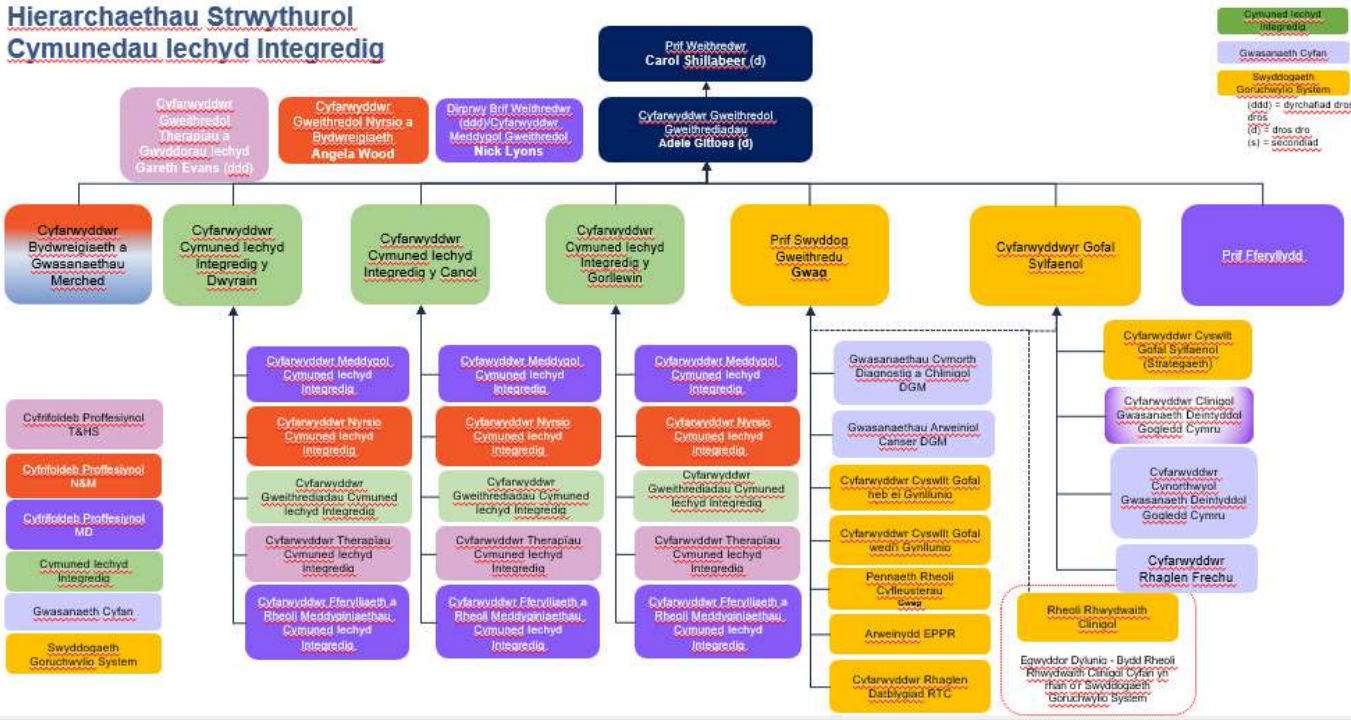 Hierarchaethau Strwythurol
Cymunedau Iechyd Integredig
Prif Weithredwr
Carol Shillabeer (d)
Cymuned Iechyd
Integredig
Gwasanaeth Cyfan
Swyddogaeth
Goruchwylio System
(ddd) = dyrchafiad dros
dros
(d) = dros dro
(s) = secondiad
Cyfarwyddwr
Gweithredol
Therapiau a
Gwyddorau Iechyd
Gareth Evans (ddd)
Cyfarwyddwr
Gweithredol Nyrsio a
Bydwreigiaeth
Angela Wood
Dirprwy Brif Weithredwr
(ddd)/Cyfarwyddwr
Meddygol Gweithredol
Nick Lyons
Cyfarwyddwr Gweithredol
Gweithrediadau
Adele Gittoes (d)
Cyfarwyddwr
Bydwreigiaeth a
Gwasanaethau
Merched
Cyfarwyddwr
Cymuned Iechyd
Integredig y
Dwyrain
Cyfarwyddwr
Cymuned Iechyd
Integredig y Canol
Cyfarwyddwr
Cymuned Iechyd
Integredig y
Gorllewin
Prif Swyddog
Gweithredu
Gwag
Cyfarwyddwyr Gofal
Sylfaenol
Prif Fferyllydd
Cyfarwyddwr Meddygol
Cymuned Iechyd
Integredig
Cyfarwyddwr Nyrsio
Cymuned Iechyd
Integredig
Cyfarwyddwr
Gweithrediadau Cymuned
Iechyd Integredig
Cyfarwyddwr Therapïau
Cymuned Iechyd
Integredig
Cyfarwyddwr Fferylliaeth a
Rheoli Meddyginiaethau
Cymuned Iechyd
Integredig
Cyfarwyddwr Meddygol
Cymuned Iechyd
Integredig
Cyfarwyddwr Nyrsio
Cymuned Iechyd
Integredig
Cyfarwyddwr
Gweithrediadau Cymuned
Iechyd Integredig
Cyfarwyddwr Therapïau
Cymuned Iechyd
Integredig
Cyfarwyddwr Fferylliaeth a
Rheoli Meddyginiaethau
Cymuned Iechyd
Integredig
Cyfarwyddwr Meddygol
Cymuned Iechyd
Integredig
Cyfarwyddwr Nyrsio
Cymuned Iechyd
Integredig
Cyfarwyddwr
Gweithrediadau Cymuned
Iechyd Integredig
Cyfarwyddwr Therapïau
Cymuned Iechyd
Integredig
Cyfarwyddwr Fferylliaeth a
Rheoli Meddyginiaethau
Cymuned Iechyd
Integredig
Gwasanaethau Cymorth
Diagnostig a Chlinigol
DGM
Gwasanaethau Arweiniol
Canser DGM
Cyfarwyddwr Cyswllt Gofal
heb ei Gynllunio
Cyfarwyddwr Cyswllt Gofal
wedi'i Gynllunio
Pennaeth Rheoli
Cyfleusterau
Gwag
Arweinydd EPPR
Cyfarwyddwr Rhaglen
Datblygiad RTC
Cyfarwyddwr Cyswllt
Gofal Sylfaenol
(Strategaeth)
Cyfarwyddwr Clinigol
Gwasanaeth Deintyddol
Gogledd Cymru
Cyfarwyddwr
Cynorthwyol
Gwasanaeth Deintyddol
Gogledd Cymru
Cyfarwyddwr
Rhaglen Frechu
Rheoli Rhwydwaith
Clinigol
Egwyddor Dylunio - Bydd Rheoli
Rhwydwaith Clinigol Cyfan yn
rhan o'r Swyddogaeth
Goruchwylio System
Cyfrifoldeb Proffesiynol
T&HS
Cyfrifoldeb Proffesiynol
N&M
Cyfrifoldeb Proffesiynol
MD
Cymuned Iechyd
Integredig
Gwasanaeth Cyfan
Swyddogaeth
Goruchwylio System